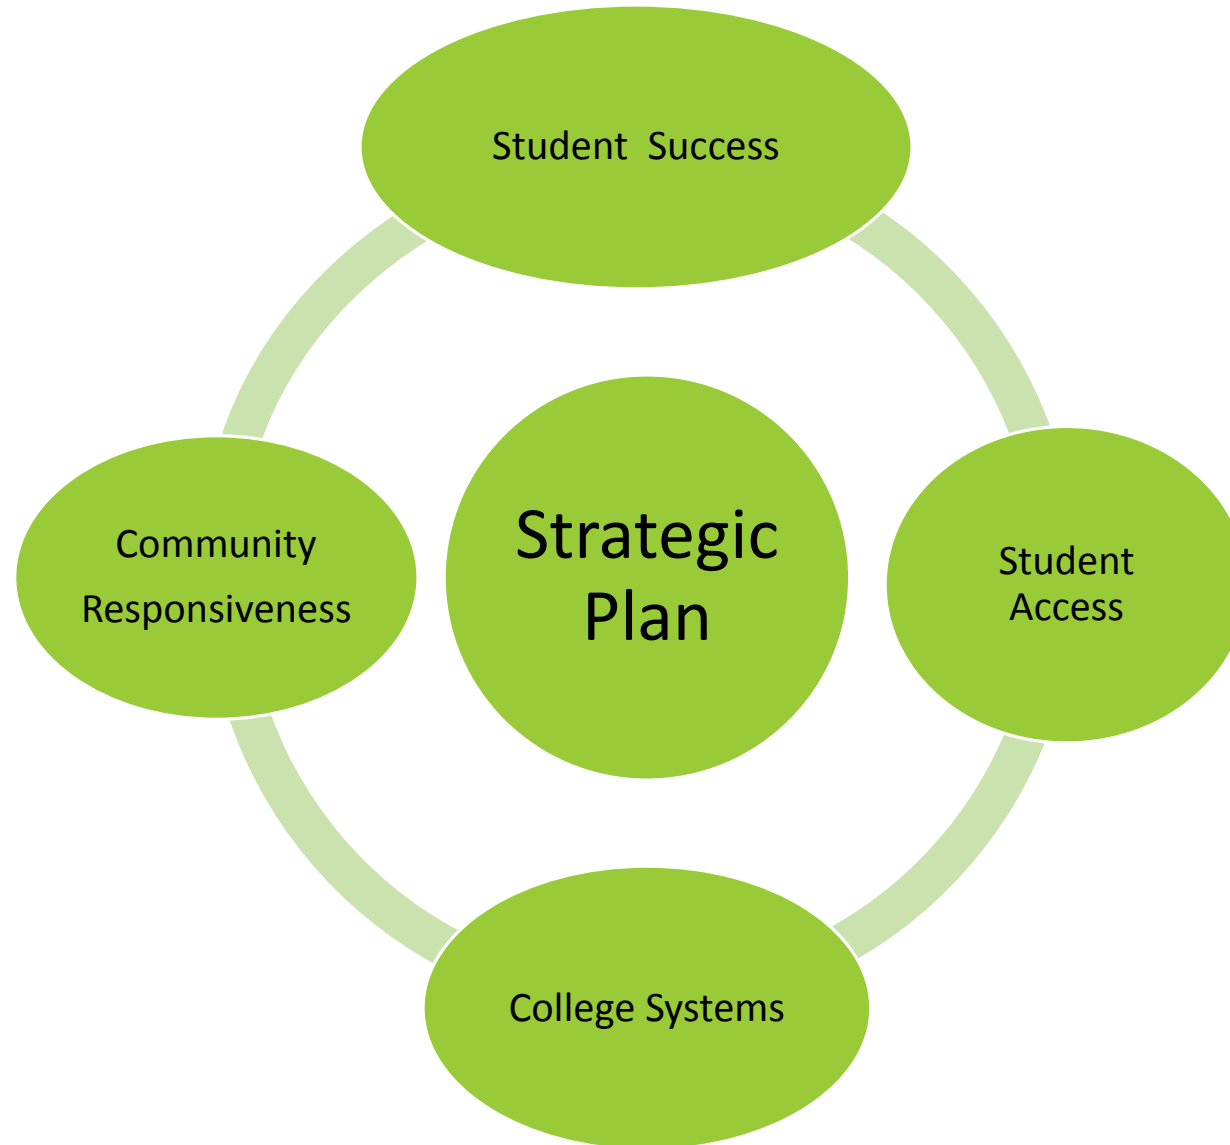 Student  Success
Community
Responsiveness
Strategic
Plan
Student
Access
College Systems